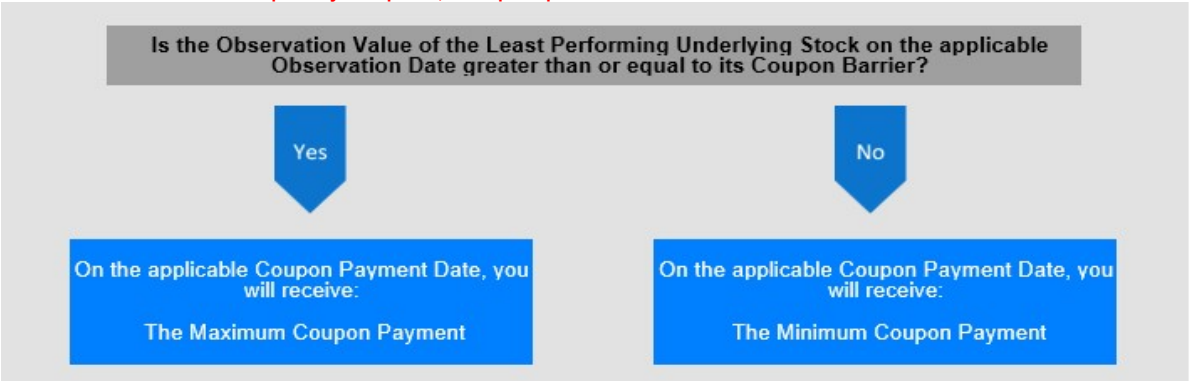 Is the Observation Value of the Least Performing Underlying Stock on the applicable
Observation Date greater than or equal to its Coupon Barrier?
Yes
No
On the applicable Coupon Payment Date, you
will receive:
The Maximum Coupon Payment
On the applicable Coupon Payment Date, you
will receive:
The Minimum Coupon Payment